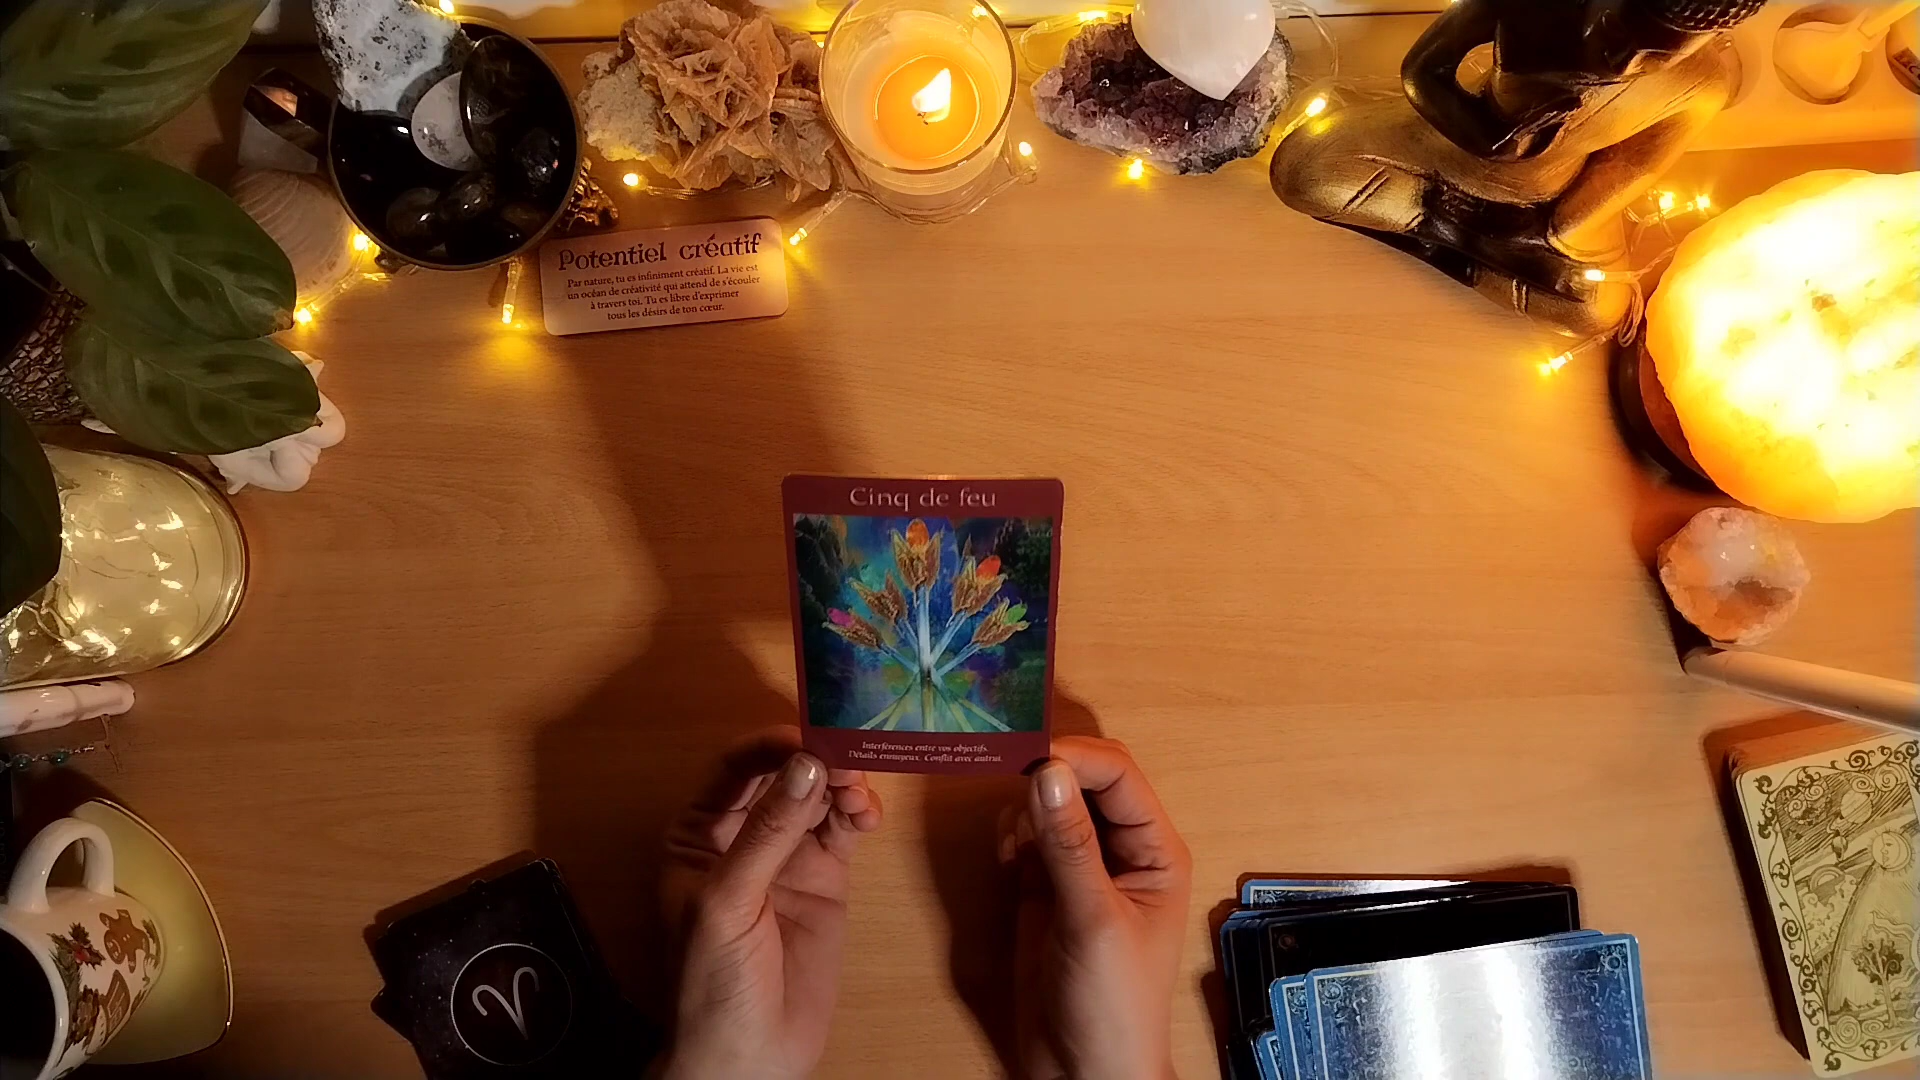 Potentiel créatif
Par nature, tu es infiniment créatif. La vie est
un océan de créativité qui attend de s'écouler
à travers toi. Tu es libre d'exprimer
tous les désirs de ton cœur.
Cinq de feu
Interférences entre vos objectifs.
Détails ennuyeux. Conflit avec autrui.